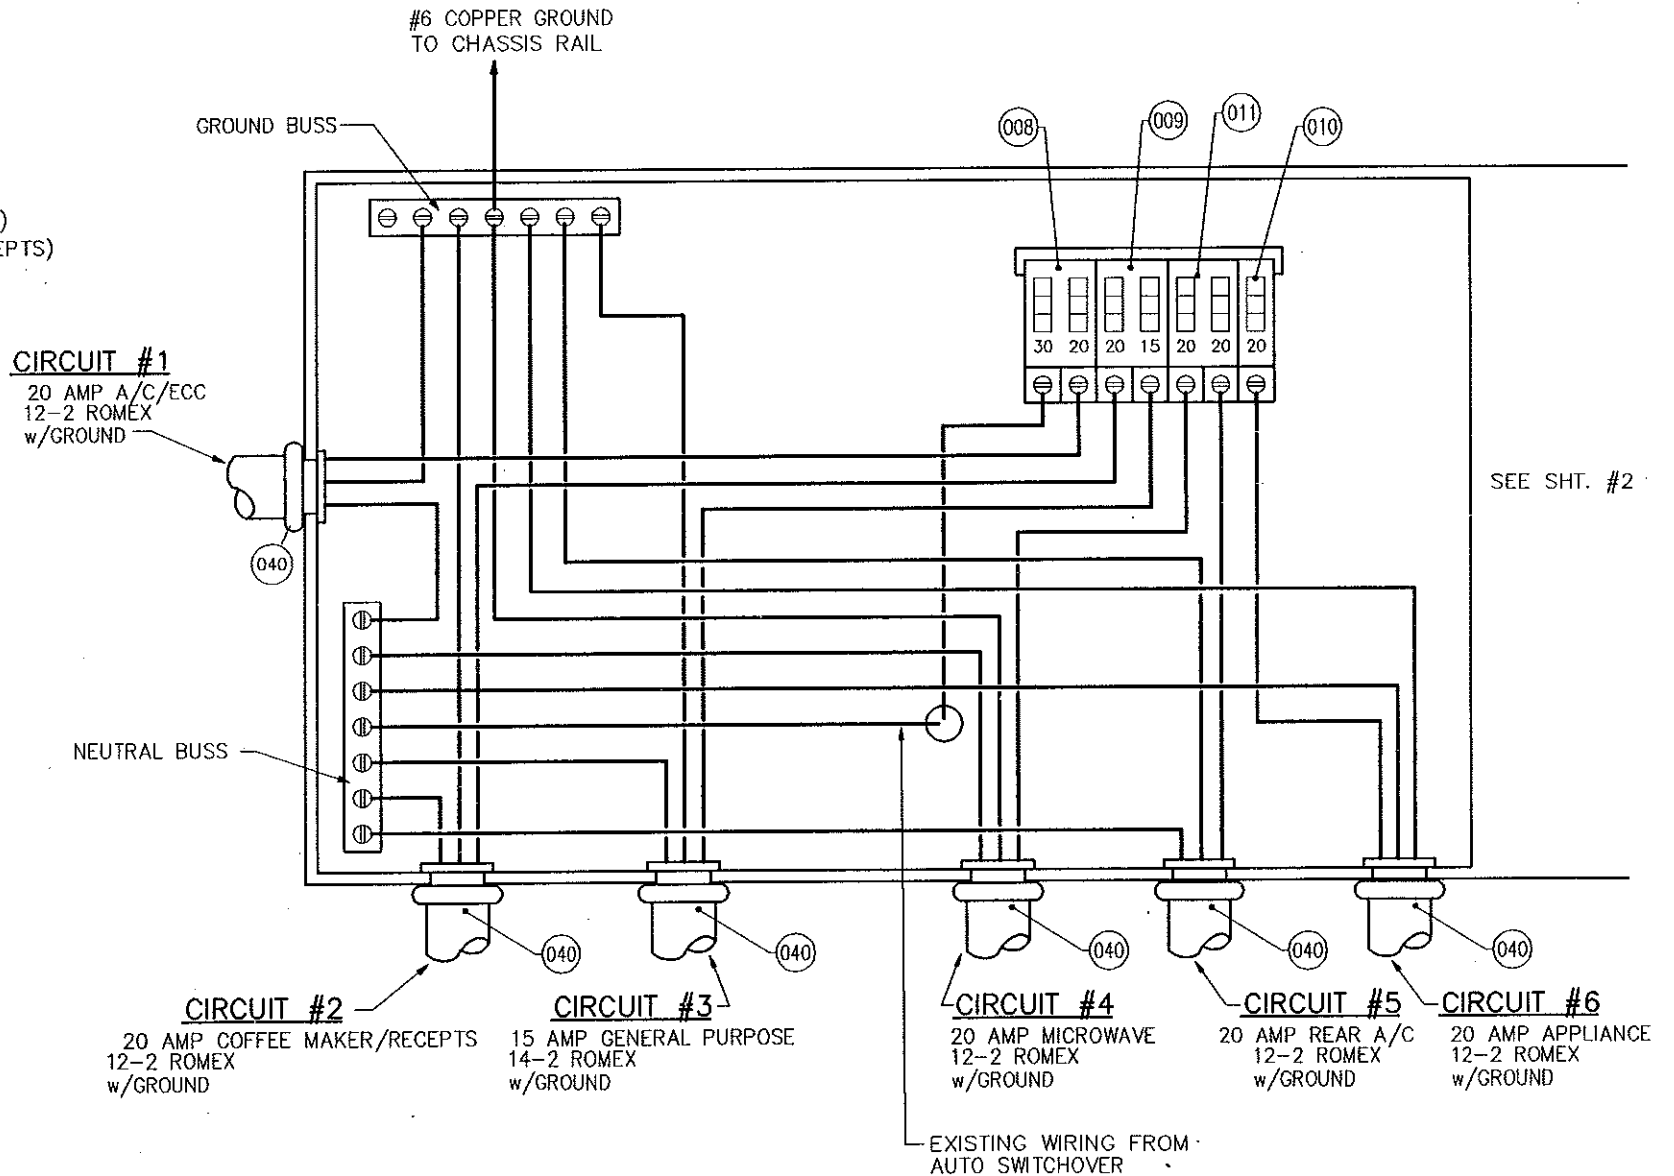 #6 COPPER GROUND
TO CHASSIS RAIL
GROUND BUSS
008
009
011
010
)
EPTS)
30 20 20 15 20 20 20
CIRCUIT #1
20 AMP A/C/ECC
12-2 ROMEX
w/GROUND
SEE SHT. #2
040
NEUTRAL BUSS
040
040
040
040
040
CIRCUIT #2
20 AMP COFFEE MAKER/RECEPTS
12-2 ROMEX
w/GROUND
CIRCUIT #3
15 AMP GENERAL PURPOSE
14-2 ROMEX
w/GROUND
CIRCUIT #4
20 AMP MICROWAVE
12-2 ROMEX
w/GROUND
CIRCUIT #5
20 AMP REAR A/C
12-2 ROMEX
w/GROUND
CIRCUIT #6
20 AMP APPLIANCE
12-2 ROMEX
w/GROUND
EXISTING WIRING FROM
AUTO SWITCHOVER